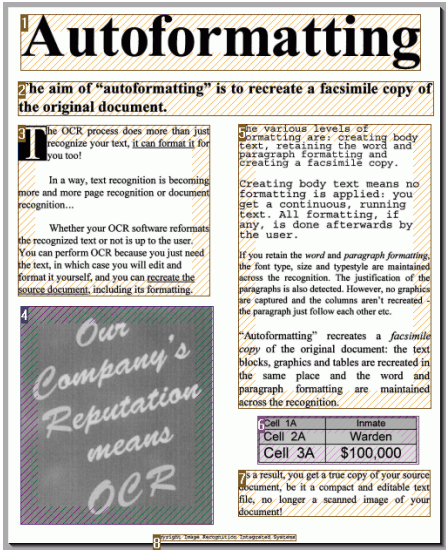 1
Autoformatting
2
The aim of “autoformatting” is to recreate a facsimile copy of
the original document.
3
The OCR process does more than just
recognize your text, it can format it for
you too!
In a way, text recognition is becoming
more and more page recognition or document
recognition…
Whether your OCR software reformats
the recognized text or not is up to the user.
You can perform OCR because you just need
the text, in which case you will edit and
format it yourself, and you can recreate the
source document, including its formatting.
4
Our
Company's
Reputation
means
OCR
5
The various levels of
formatting are: creating body
text, retaining the word and
paragraph formatting and
creating a facsimile copy.
Creating body text means no
formatting is applied: you
get a continuous, running
text. All formatting, if
any, is done afterwards by
the user.
If you retain the word and paragraph formatting,
the font type, size and typestyle are maintained
across the recognition. The justification of the
paragraphs is also detected. However, no graphics
are captured and the columns aren't recreated -
the paragraph just follow each other etc.
“Autoformatting” recreates a facsimile
copy of the original document: the text
blocks, graphics and tables are recreated in
the same place and the word and
paragraph formatting are maintained
across the recognition.
6
Cell 1A Inmate
Cell 2A Warden
Cell 3A $100,000
7
As a result, you get a true copy of your source
document, be it a compact and editable text
file, no longer a scanned image of your
document!
8
Copyright Image Recognition Integrated Systems